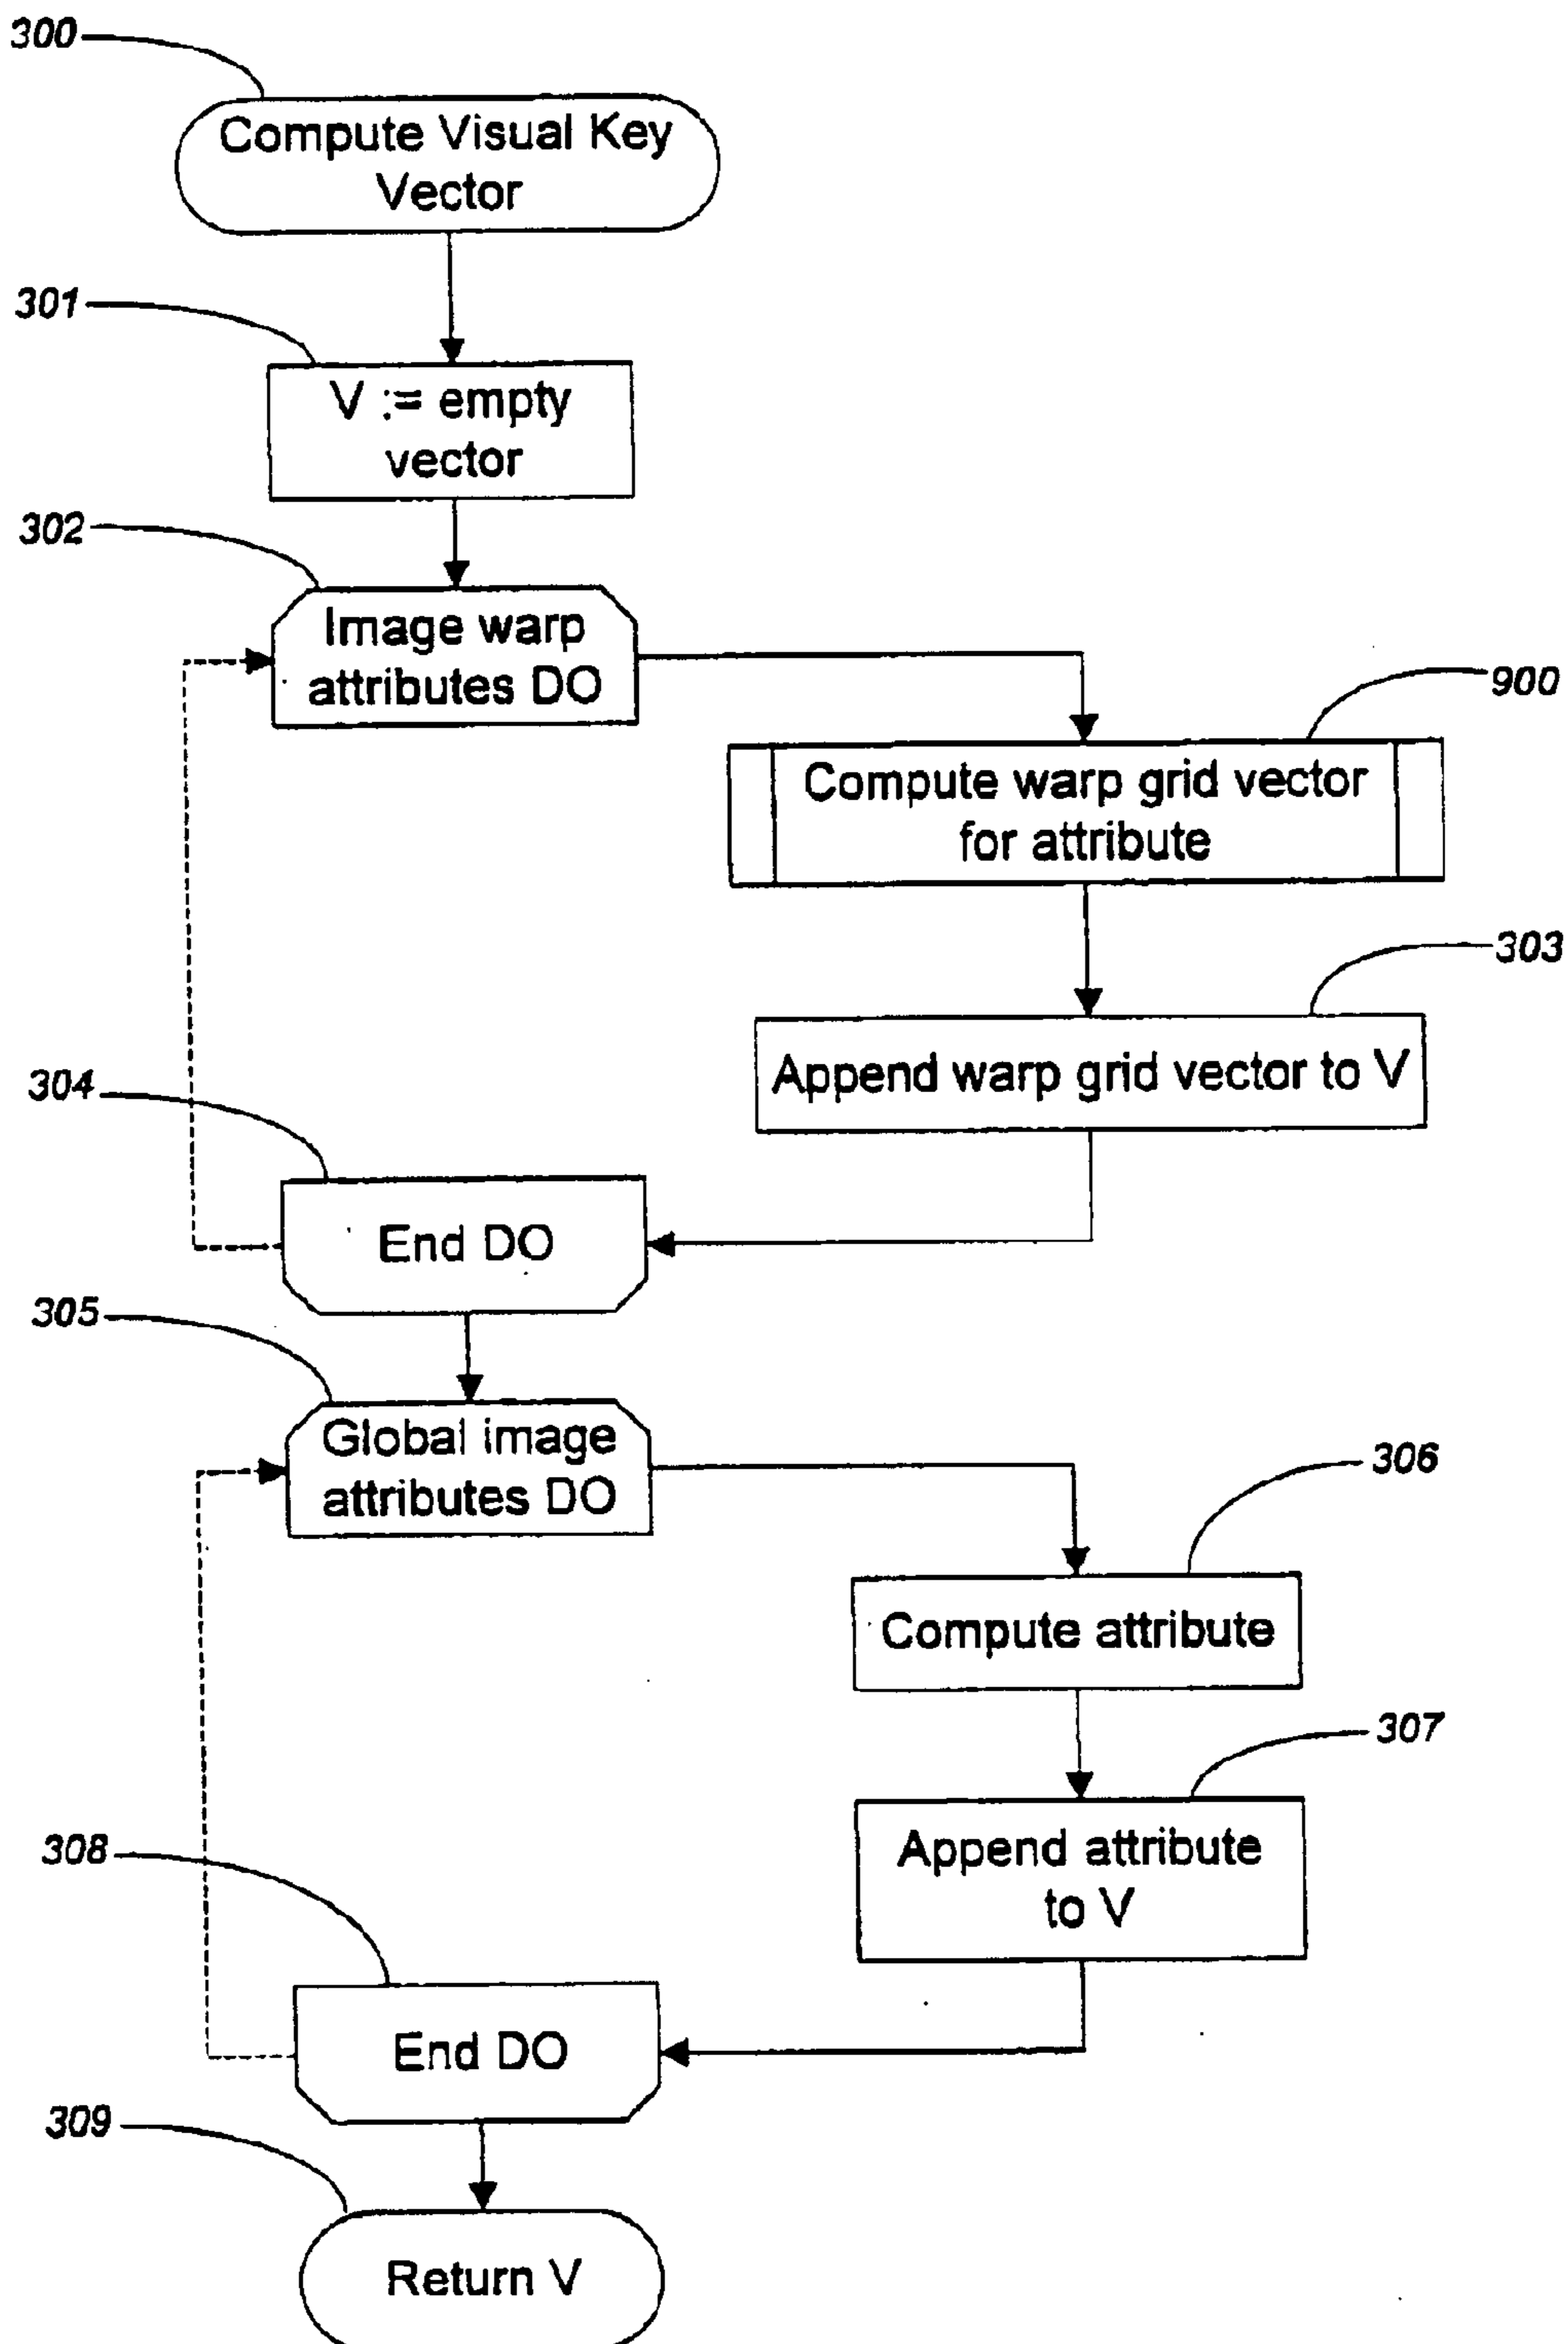 300
Compute Visual Key
Vector
301
V := empty
vector
302
Image warp
attributes DO
900
Compute warp grid vector
for attribute
303
Append warp grid vector to V
304
End DO
305
Global image
attributes DO
306
Compute attribute
307
Append attribute
to V
308
End DO
309
Return V